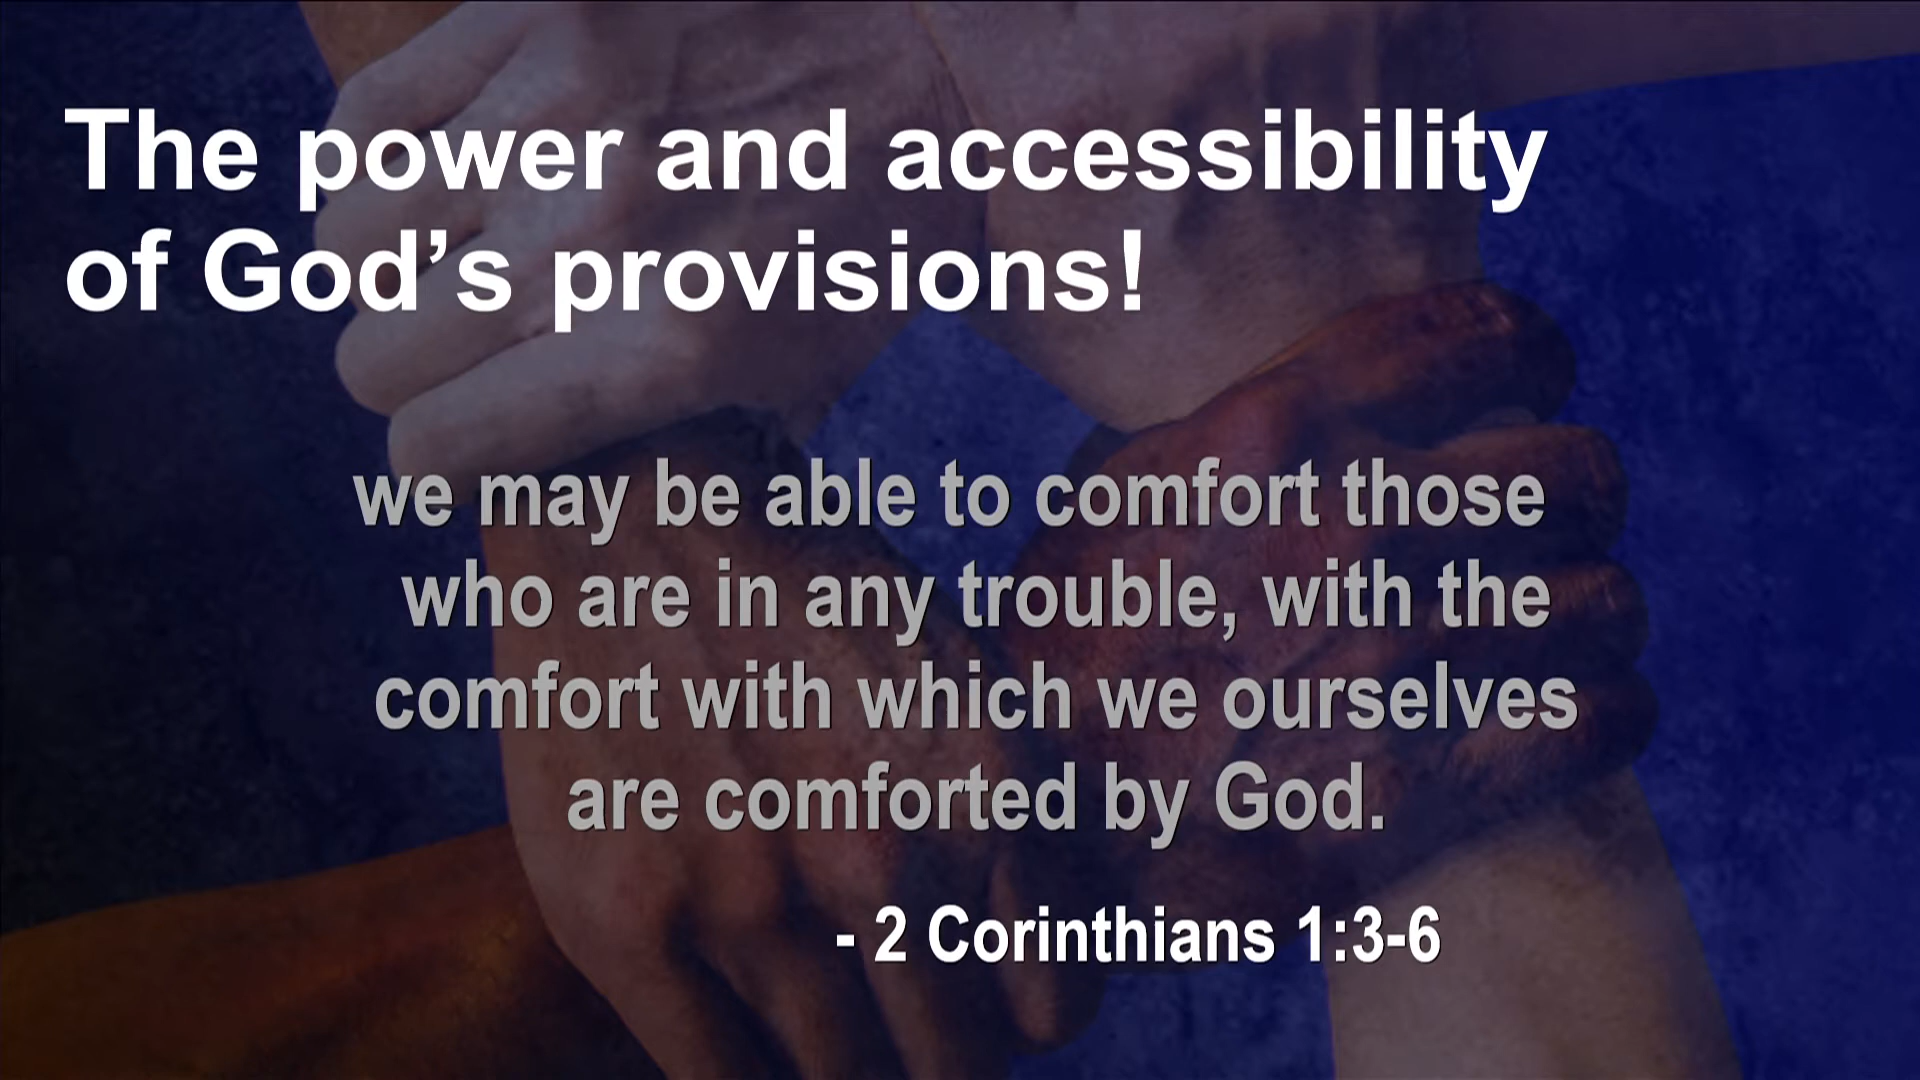 The power and accessibility
of God’s provisions!
we may be able to comfort those
who are in any trouble, with the
comfort with which we ourselves
are comforted by God.
- 2 Corinthians 1:3-6